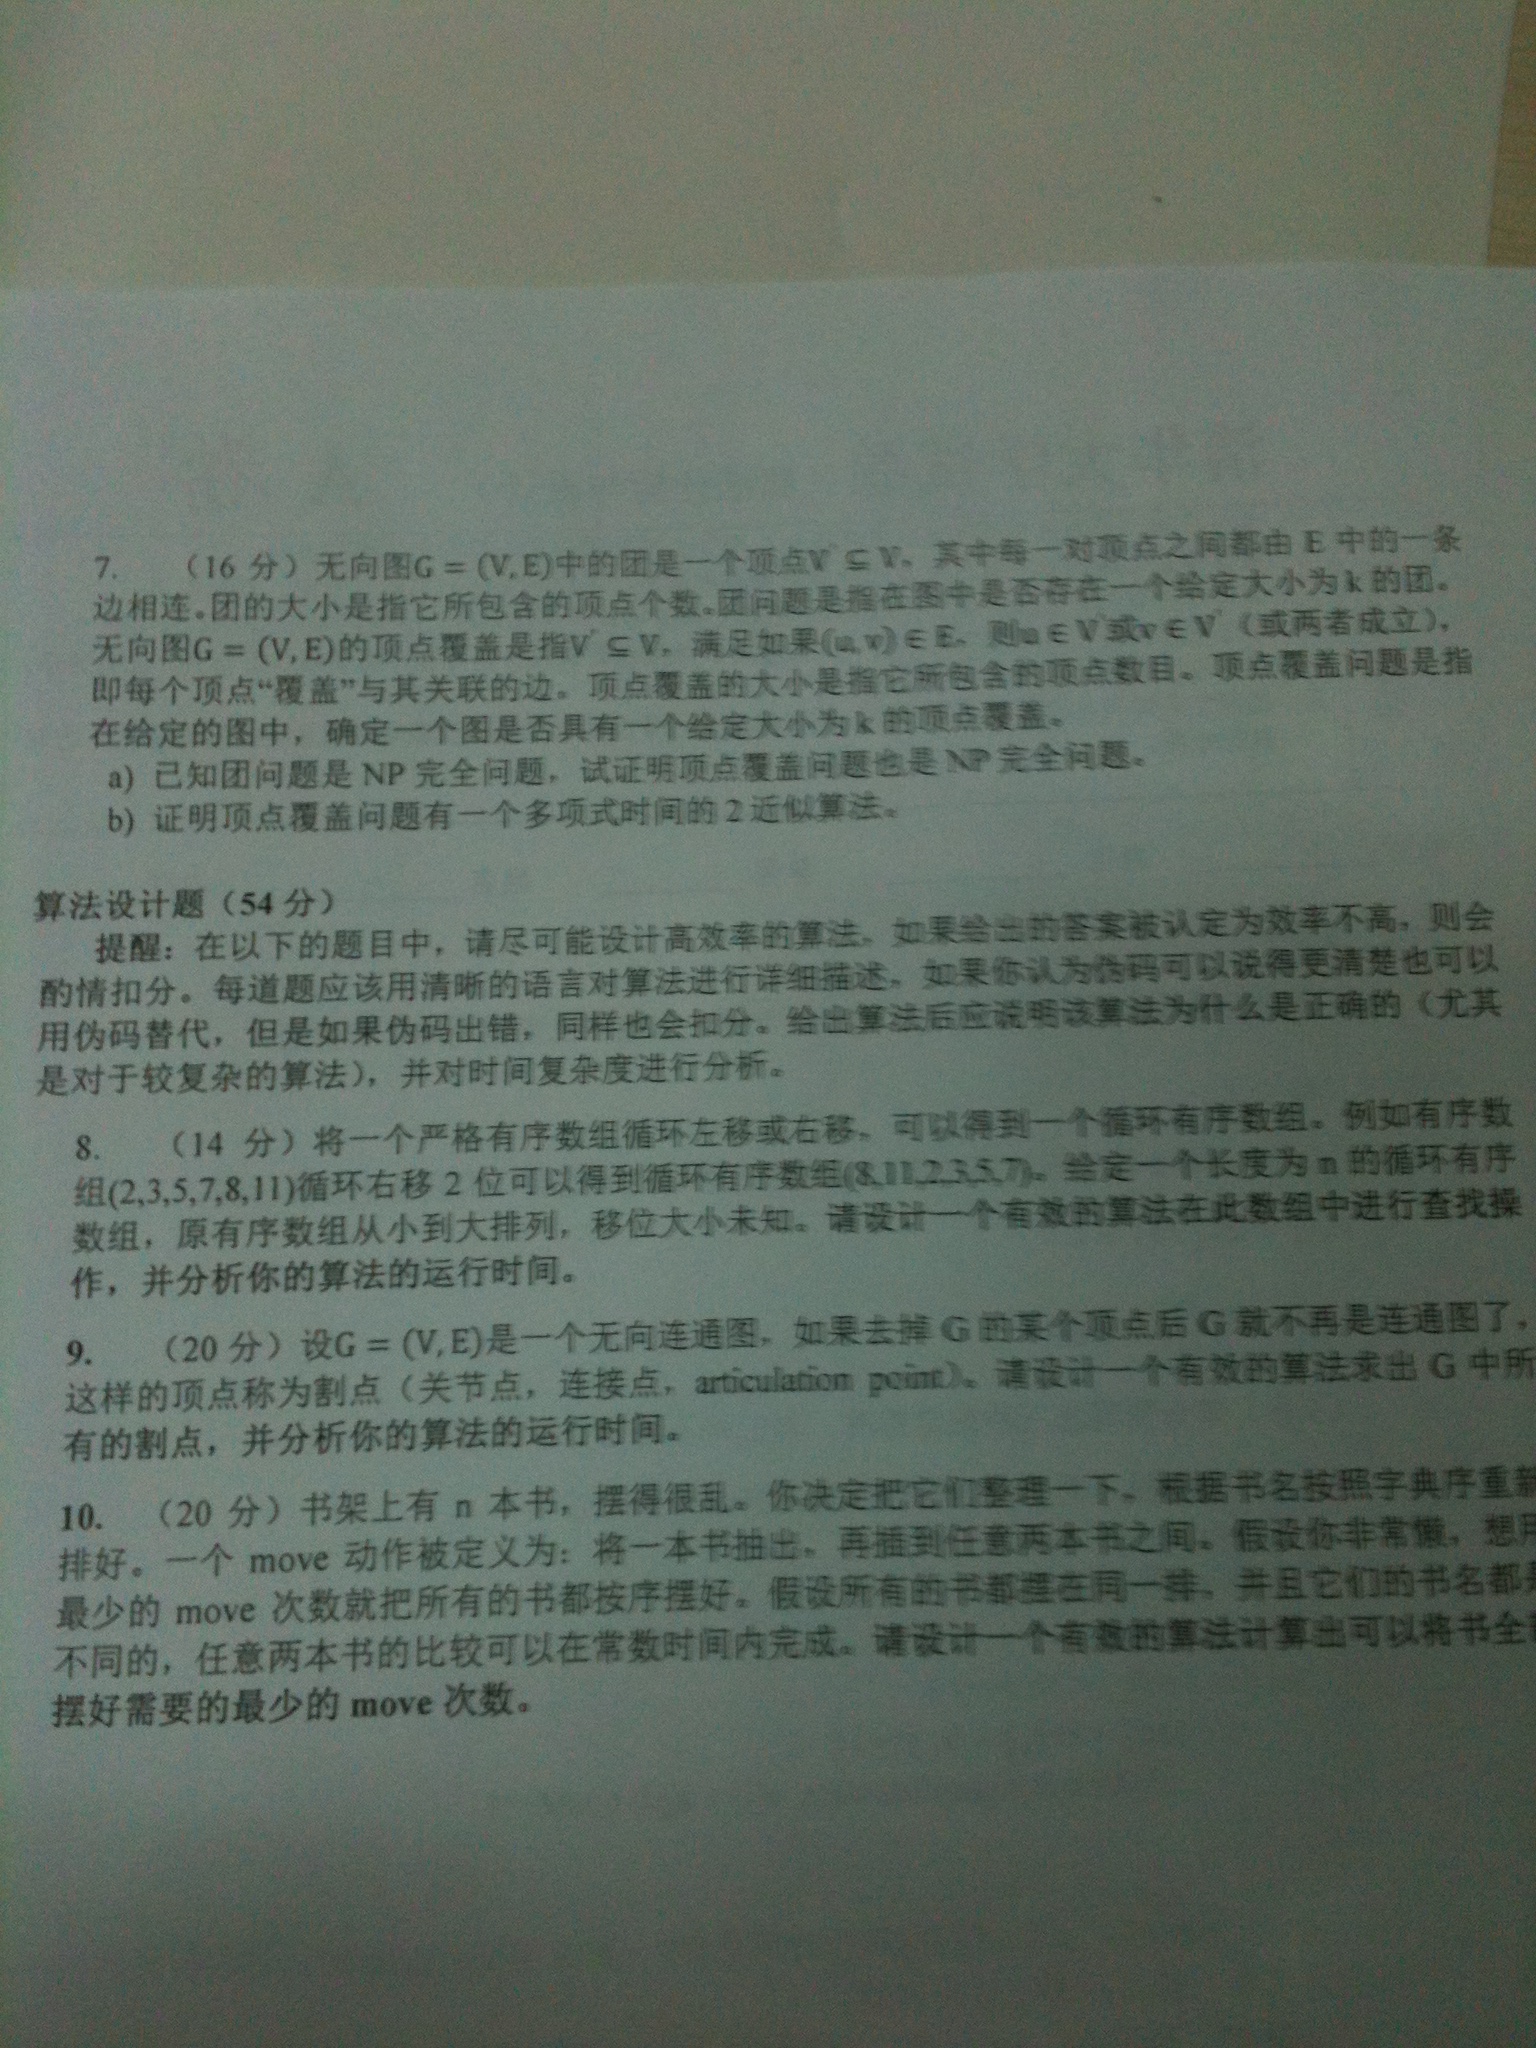 7. （16 分）无向图G = (V, E)中的团是一个顶点V' ⊆ V，其中每一对顶点之间都由 E 中的一条
边相连。团的大小是指它所包含的顶点个数。团问题是指在图中是否存在一个给定大小为 k 的团。
无向图G = (V, E)的顶点覆盖是指V' ⊆ V，满足如果(u, v) ∈ E，则u ∈ V'或v ∈ V'（或两者成立），
即每个顶点“覆盖”与其关联的边。顶点覆盖的大小是指它所包含的顶点数目。顶点覆盖问题是指
在给定的图中，确定一个图是否具有一个给定大小为 k 的顶点覆盖。
a) 已知团问题是 NP 完全问题，试证明顶点覆盖问题也是 NP 完全问题。
b) 证明顶点覆盖问题有一个多项式时间的 2 近似算法。
算法设计题（54 分）
提醒：在以下的题目中，请尽可能设计高效率的算法。如果给出的答案被认定为效率不高，则会
酌情扣分。每道题应该用清晰的语言对算法进行详细描述。如果你认为伪码可以说得更清楚也可以
用伪码替代，但是如果伪码出错，同样也会扣分。给出算法后应说明该算法为什么是正确的（尤其
是对于较复杂的算法），并对时间复杂度进行分析。
8. （14 分）将一个严格有序数组循环左移或右移，可以得到一个循环有序数组。例如有序数
组(2,3,5,7,8,11)循环右移 2 位可以得到循环有序数组(8,11,2,3,5,7)。给定一个长度为 n 的循环有序
数组，原有序数组从小到大排列，移位大小未知。请设计一个有效的算法在此数组中进行查找操
作，并分析你的算法的运行时间。
9. （20 分）设G = (V, E)是一个无向连通图，如果去掉 G 的某个顶点后 G 就不再是连通图了，
这样的顶点称为割点（关节点，连接点，articulation point）。请设计一个有效的算法求出 G 中所
有的割点，并分析你的算法的运行时间。
10. （20 分）书架上有 n 本书，摆得很乱。你决定把它们整理一下，根据书名按照字典序重新
排好。一个 move 动作被定义为：将一本书抽出，再插到任意两本书之间。假设你非常懒，想用
最少的 move 次数就把所有的书都按序摆好。假设所有的书都摆在同一排，并且它们的书名都是
不同的，任意两本书的比较可以在常数时间内完成。请设计一个有效的算法计算出可以将书全
摆好需要的最少的 move 次数。